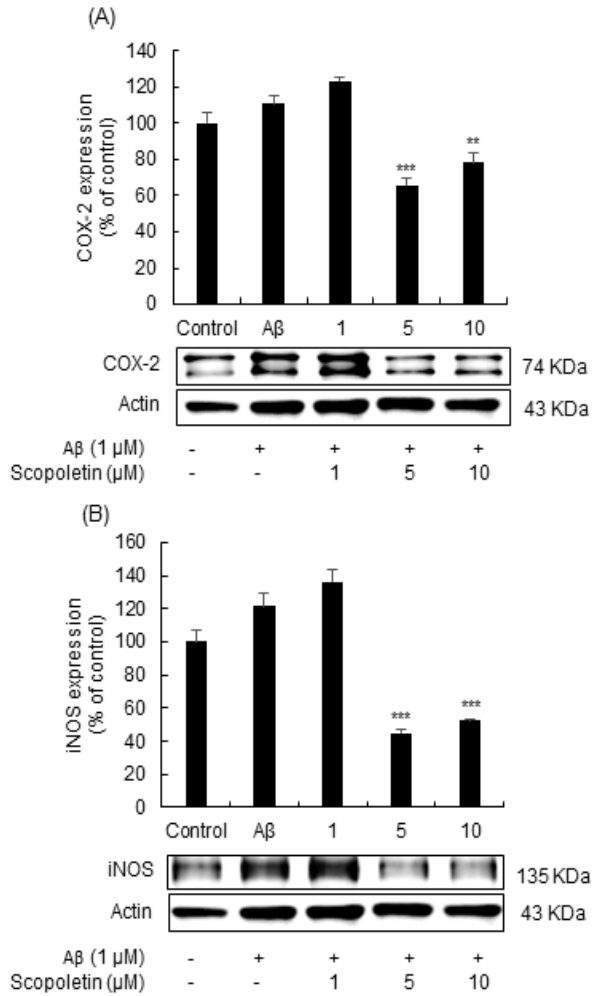 (A)
COX-2 expression
(% of control)
140
120
100
80
60
40
20
0
***
**
Control Aβ 1 5 10
COX-2 74 KDa
Actin 43 KDa
Aβ (1 µM) - + + + +
Scopoletin (µM) - - 1 5 10
(B)
iNOS expression
(% of control)
160
140
120
100
80
60
40
20
0
***
***
Control Aβ 1 5 10
iNOS 135 KDa
Actin 43 KDa
Aβ (1 µM) - + + + +
Scopoletin (µM) - - 1 5 10